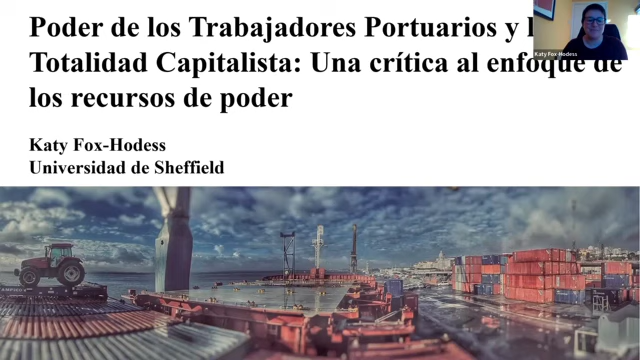 Poder de los Trabajadores Portuarios y l
Totalidad Capitalista: Una crítica al enfoque de
los recursos de poder
Katy Fox-Hodess
Katy Fox-Hodess
Universidad de Sheffield